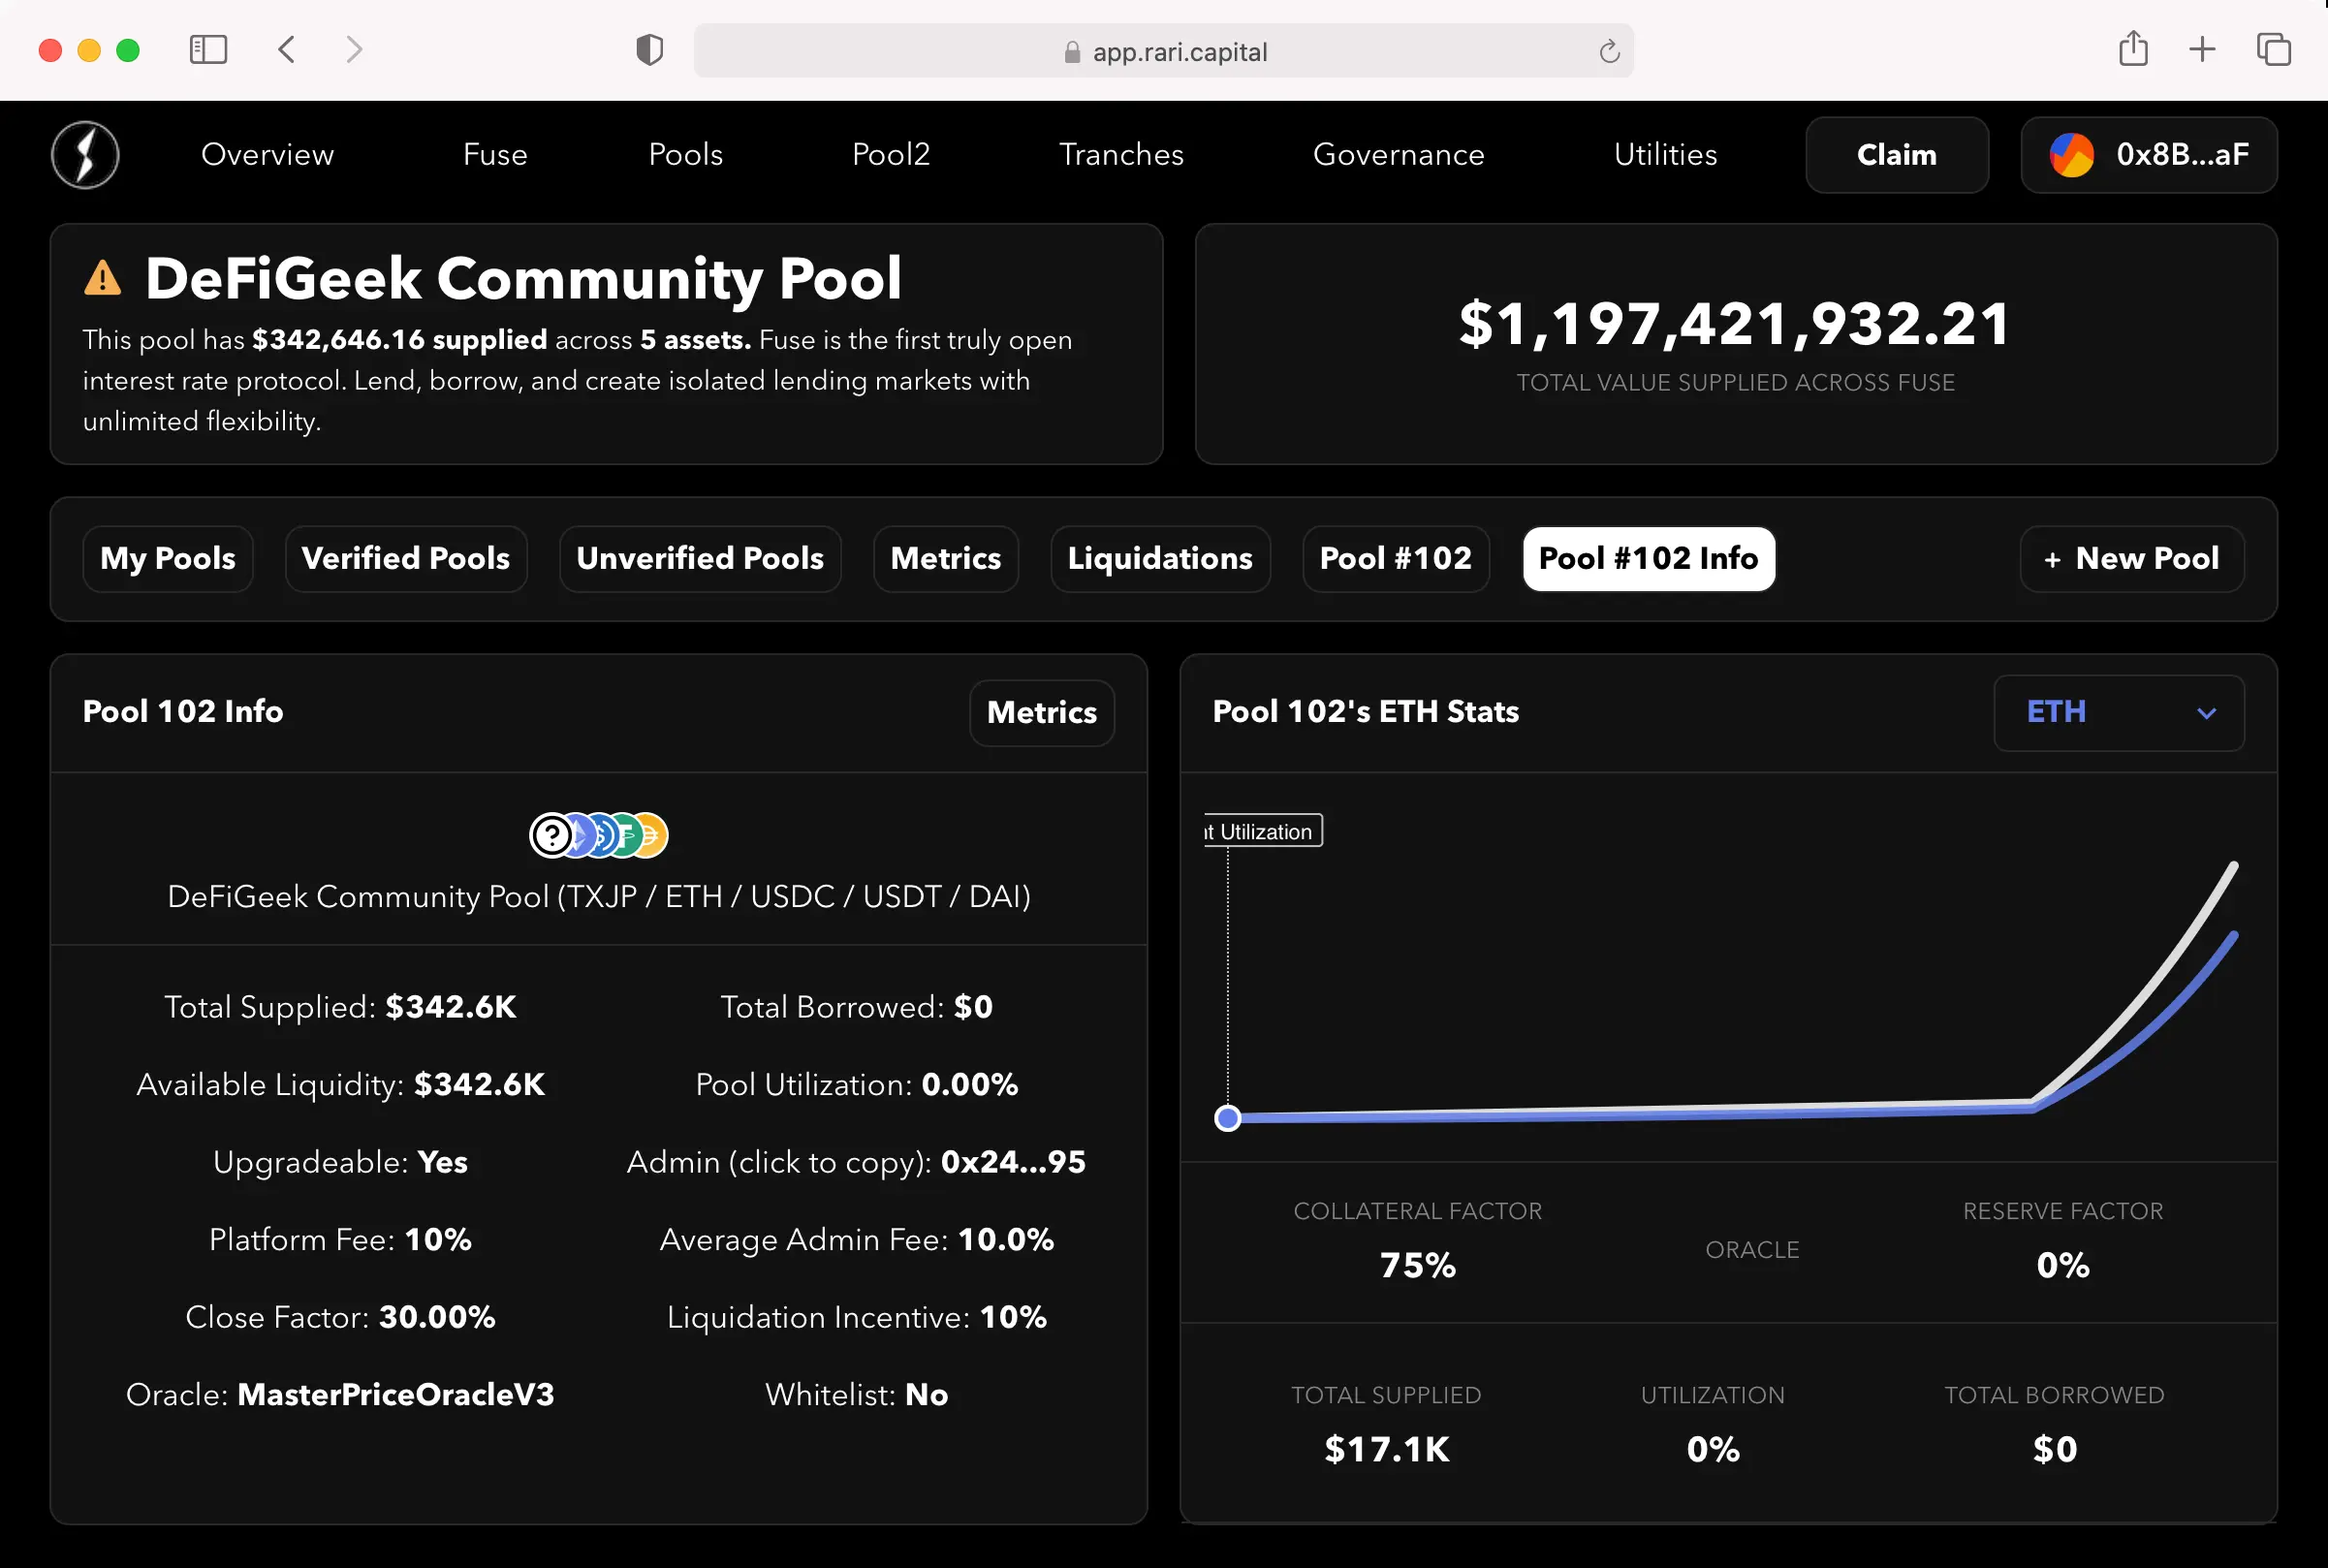 app.rari.capital
Overview
Fuse
Pools
Pool2
Tranches
Governance
Utilities
Claim
0x8B...aF
DeFiGeek Community Pool
This pool has $342,646.16 supplied across 5 assets. Fuse is the first truly open
interest rate protocol. Lend, borrow, and create isolated lending markets with
unlimited flexibility.
$1,197,421,932.21
TOTAL VALUE SUPPLIED ACROSS FUSE
My Pools
Verified Pools
Unverified Pools
Metrics
Liquidations
Pool #102
Pool #102 Info
+ New Pool
Pool 102 Info
Metrics
DeFiGeek Community Pool (TXJP / ETH / USDC / USDT / DAI)
Total Supplied: $342.6K
Total Borrowed: $0
Available Liquidity: $342.6K
Pool Utilization: 0.00%
Upgradeable: Yes
Admin (click to copy): 0x24...95
Platform Fee: 10%
Average Admin Fee: 10.0%
Close Factor: 30.00%
Liquidation Incentive: 10%
Oracle: MasterPriceOracleV3
Whitelist: No
Pool 102's ETH Stats
ETH
t Utilization
COLLATERAL FACTOR
75%
ORACLE
RESERVE FACTOR
0%
TOTAL SUPPLIED
$17.1K
UTILIZATION
0%
TOTAL BORROWED
$0